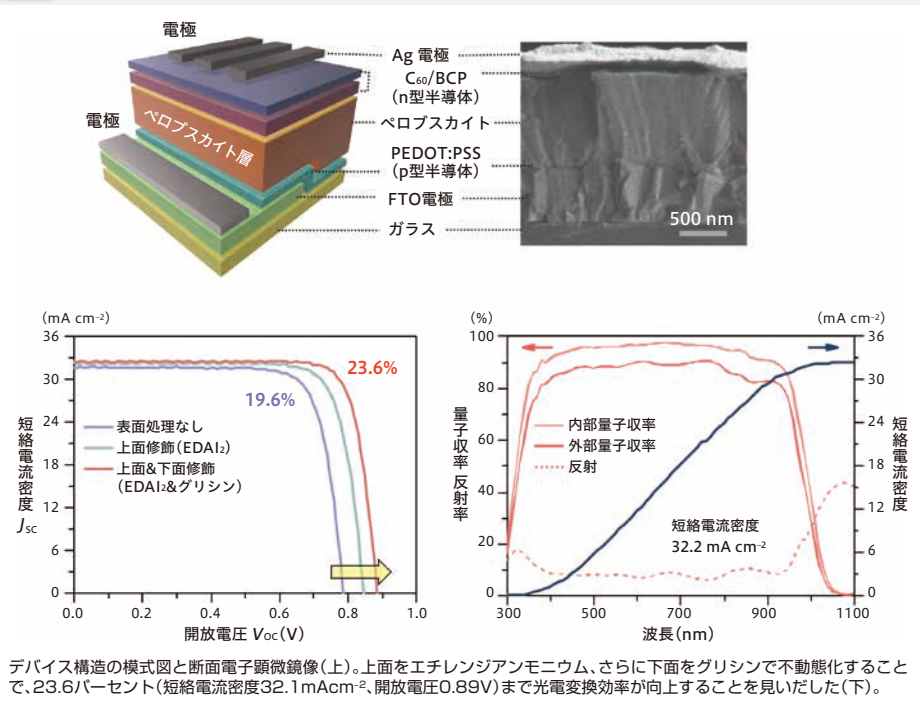 電極
Ag 電極
C60/BCP
(n型半導体)
電極
ペロブスカイト層
ペロブスカイト
PEDOT:PSS
(p型半導体)
FTO電極
ガラス
500 nm
(mA cm-2)
36
30
24
18
12
6
0
短絡電流密度 JSC
23.6%
19.6%
表面処理なし
上面修飾(EDAI2)
上面&下面修飾
(EDAI2&グリシン)
0.0 0.2 0.4 0.6 0.8 1.0
開放電圧 VOC(V)
(%)
100
80
60
40
20
0
量子収率 反射率
内部量子収率
外部量子収率
反射
短絡電流密度
32.2 mA cm-2
(mA cm-2)
36
30
24
18
12
6
0
短絡電流密度
300 500 700 900 1100
波長(nm)
デバイス構造の模式図と断面電子顕微鏡像(上)。上面をエチレンジアンモニウム、さらに下面をグリシンで不動態化すること
で、23.6パーセント(短絡電流密度32.1mAcm-2、開放電圧0.89V)まで光電変換効率が向上することを見いだした(下)。